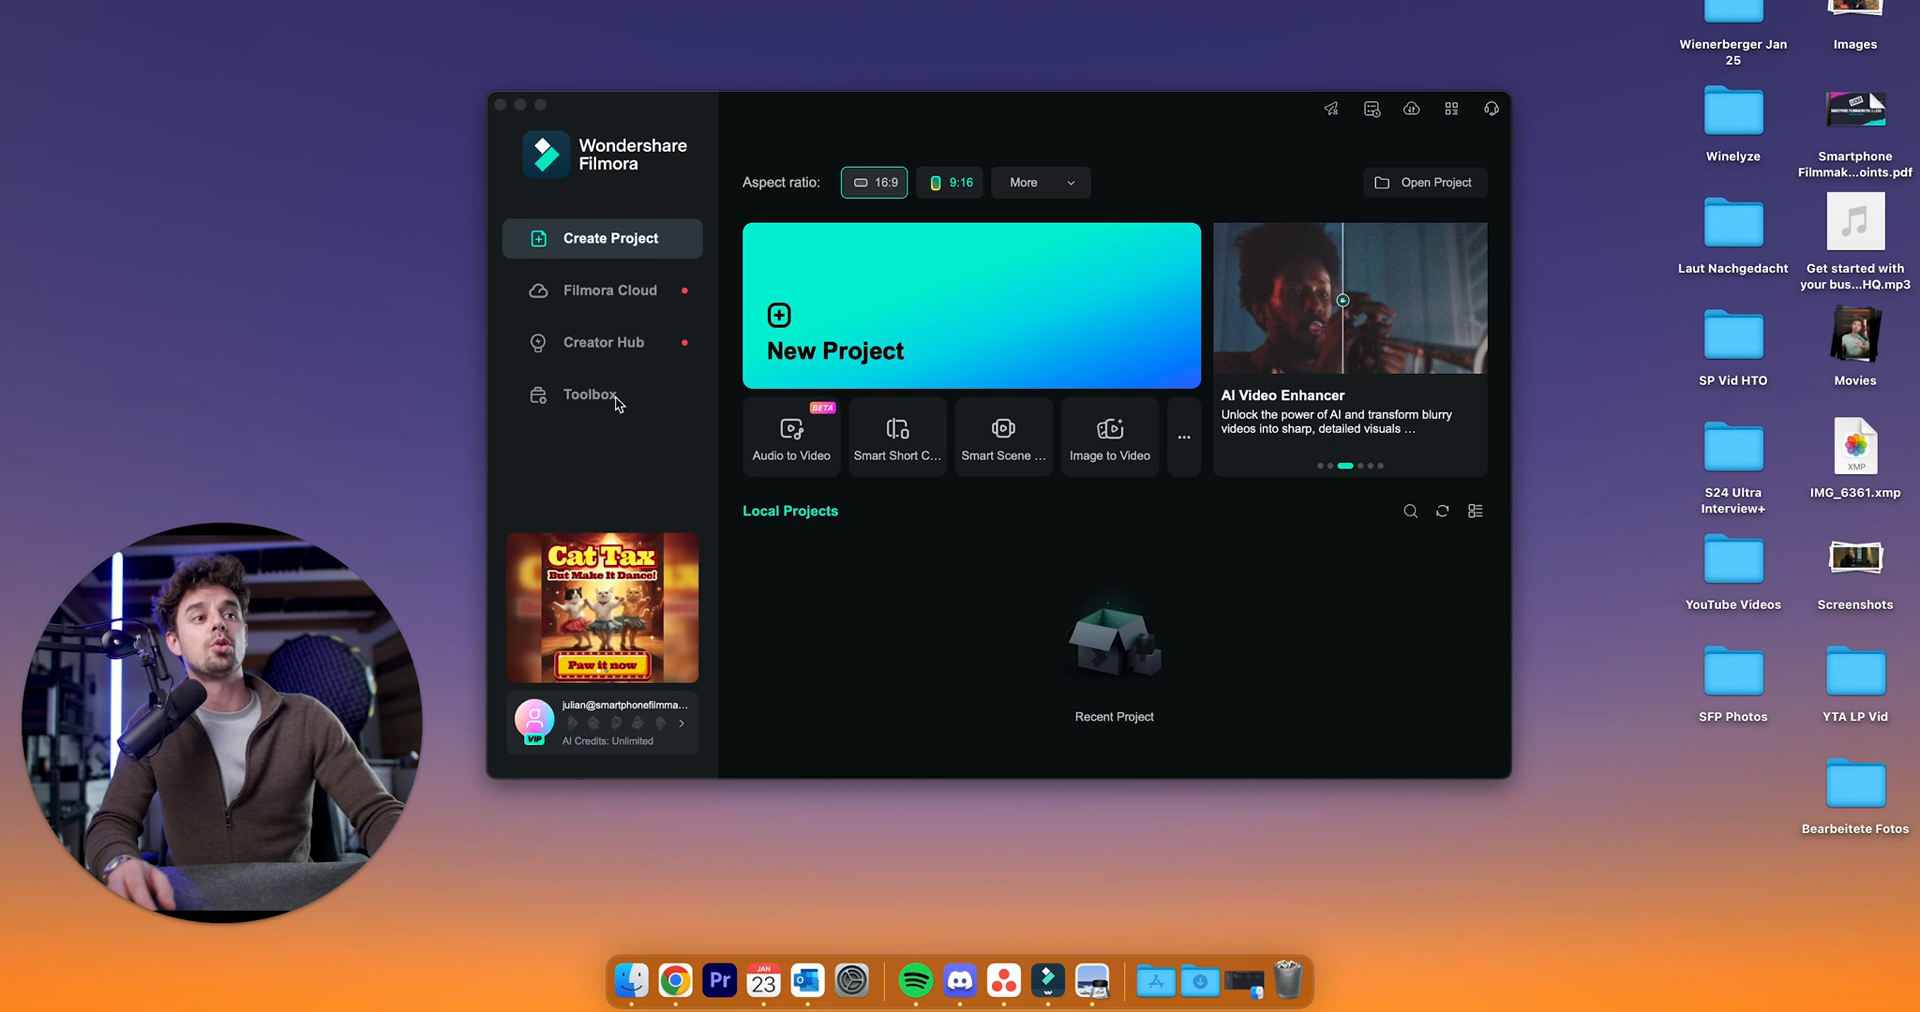 Wondershare
Filmora
Create Project
Filmora Cloud
Creator Hub
Toolbox
Cat Tax
But Make It Dance!
Paw it now
VIP
julian@smartphonefilmma...
AI Credits: Unlimited
Aspect ratio:
16:9
9:16
More
Open Project
New Project
BETA
Audio to Video
Smart Short C...
Smart Scene ...
Image to Video
...
AI Video Enhancer
Unlock the power of AI and transform blurry
videos into sharp, detailed visuals ...
Local Projects
Recent Project
Wienerberger Jan
25
Images
Winelyze
Smartphone
Filmmak...oints.pdf
Laut Nachgedacht
Get started with
your bus...HQ.mp3
SP Vid HTO
Movies
XMP
S24 Ultra
Interview+
IMG_6361.xmp
YouTube Videos
Screenshots
SFP Photos
YTA LP Vid
Bearbeitete Fotos
Pr
JAN
23